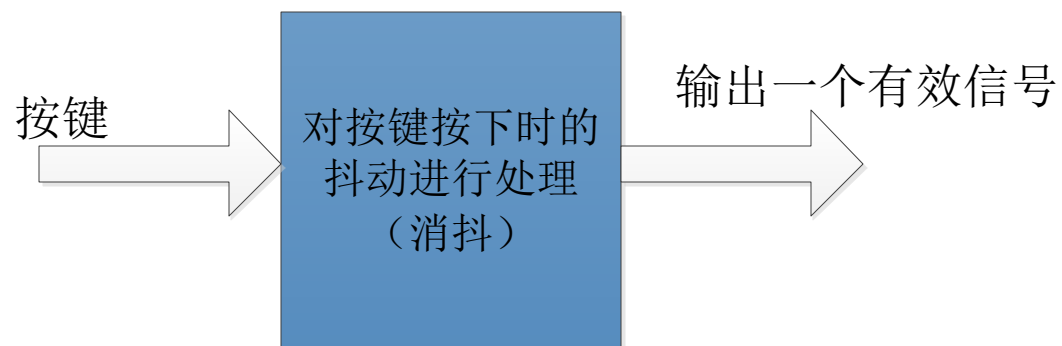 按键
对按键按下时的
抖动进行处理
（消抖）
输出一个有效信号